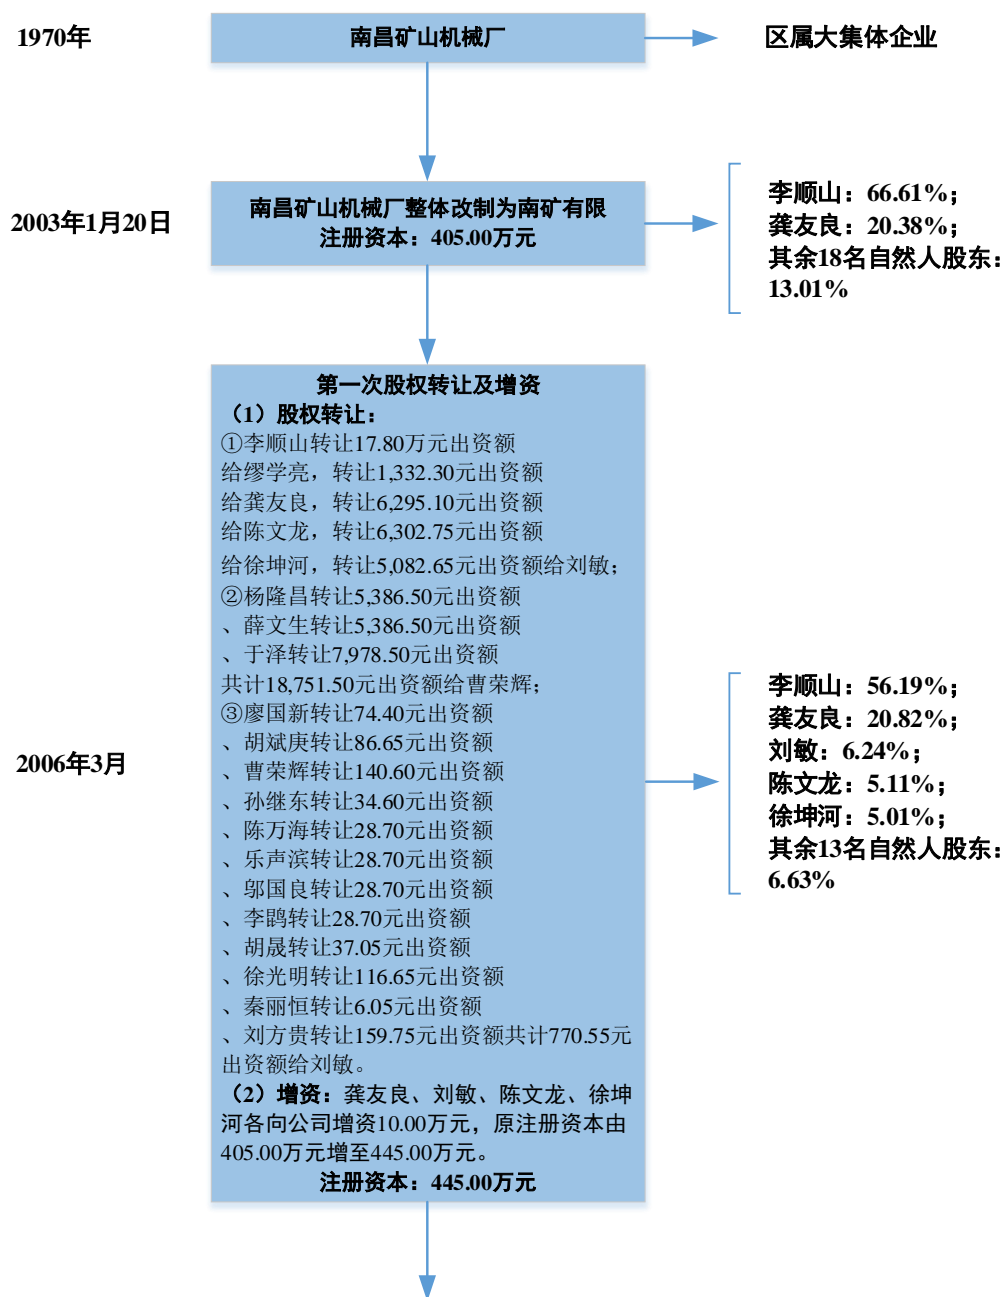 1970年
南昌矿山机械厂
区属大集体企业
2003年1月20日
南昌矿山机械厂整体改制为南矿有限
注册资本：405.00万元
李顺山：66.61%；
龚友良：20.38%；
其余18名自然人股东：
13.01%
2006年3月
第一次股权转让及增资
（1）股权转让：
①李顺山转让17.80万元出资额
给缪学亮，转让1,332.30元出资额
给龚友良，转让6,295.10元出资额
给陈文龙，转让6,302.75元出资额
给徐坤河，转让5,082.65元出资额给刘敏；
②杨隆昌转让5,386.50元出资额
、薛文生转让5,386.50元出资额
、于泽转让7,978.50元出资额
共计18,751.50元出资额给曹荣辉；
③廖国新转让74.40元出资额
、胡斌庚转让86.65元出资额
、曹荣辉转让140.60元出资额
、孙继东转让34.60元出资额
、陈万海转让28.70元出资额
、乐声滨转让28.70元出资额
、邬国良转让28.70元出资额
、李鹍转让28.70元出资额
、胡晟转让37.05元出资额
、徐光明转让116.65元出资额
、秦丽恒转让6.05元出资额
、刘方贵转让159.75元出资额共计770.55元
出资额给刘敏。
（2）增资：龚友良、刘敏、陈文龙、徐坤
河各向公司增资10.00万元，原注册资本由
405.00万元增至445.00万元。
注册资本：445.00万元
李顺山：56.19%；
龚友良：20.82%；
刘敏：6.24%；
陈文龙：5.11%；
徐坤河：5.01%；
其余13名自然人股东：
6.63%